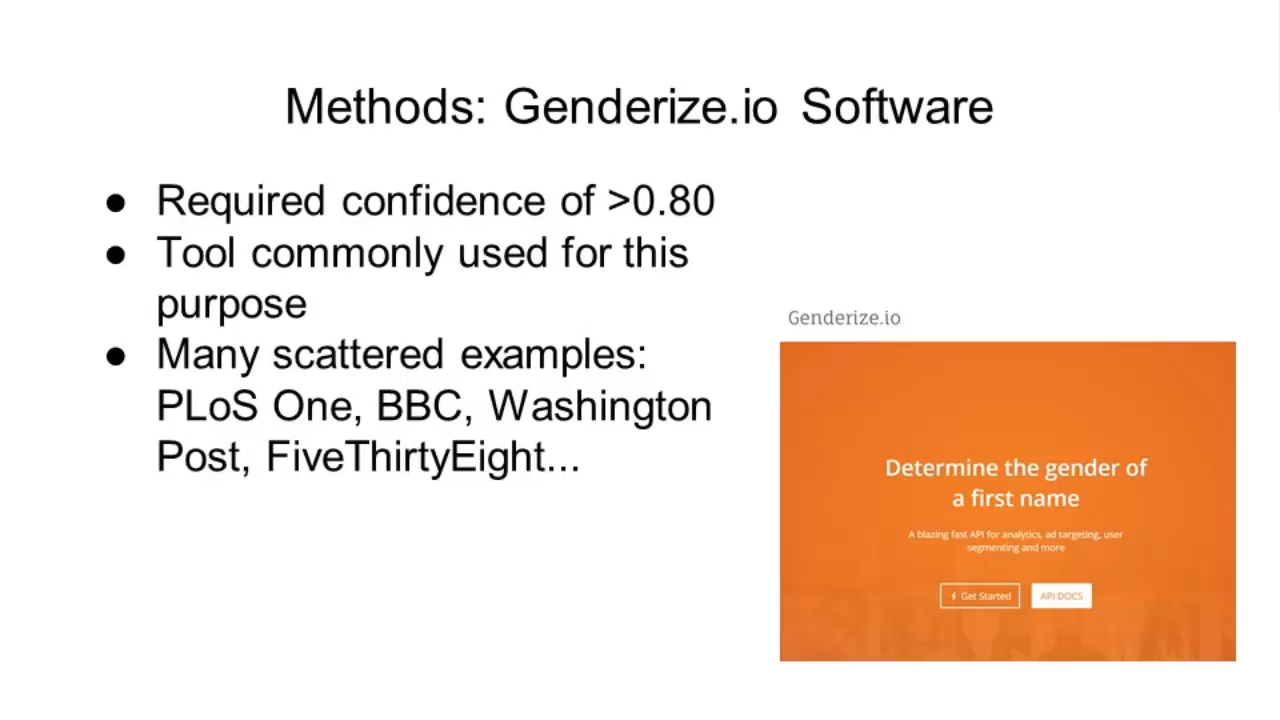 Methods: Genderize.io Software
● Required confidence of >0.80
● Tool commonly used for this
purpose
● Many scattered examples:
PLoS One, BBC, Washington
Post, FiveThirtyEight...
Genderize.io
Determine the gender of
a first name
A blazing fast API for analytics, ad targeting, user
segmenting and more
Get Started
API DOCS